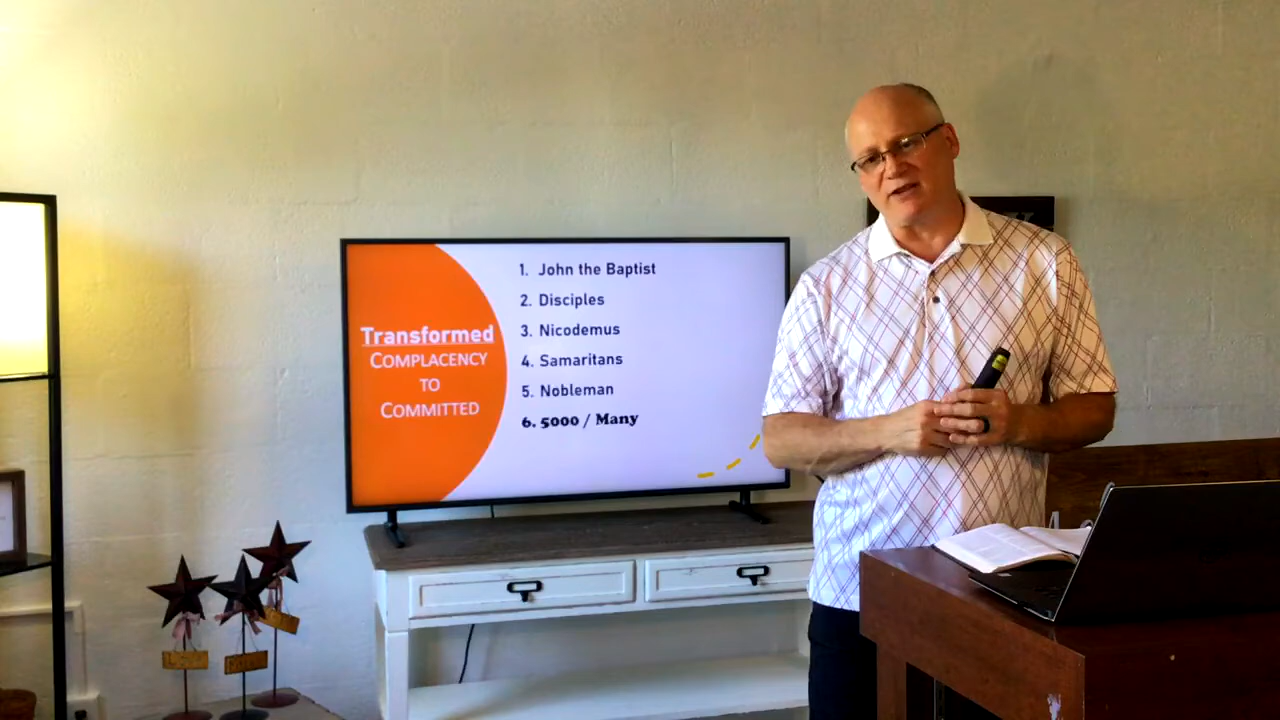 Transformed
COMPLACENCY
TO
COMMITTED
1. John the Baptist
2. Disciples
3. Nicodemus
4. Samaritans
5. Nobleman
6. 5000 / Many